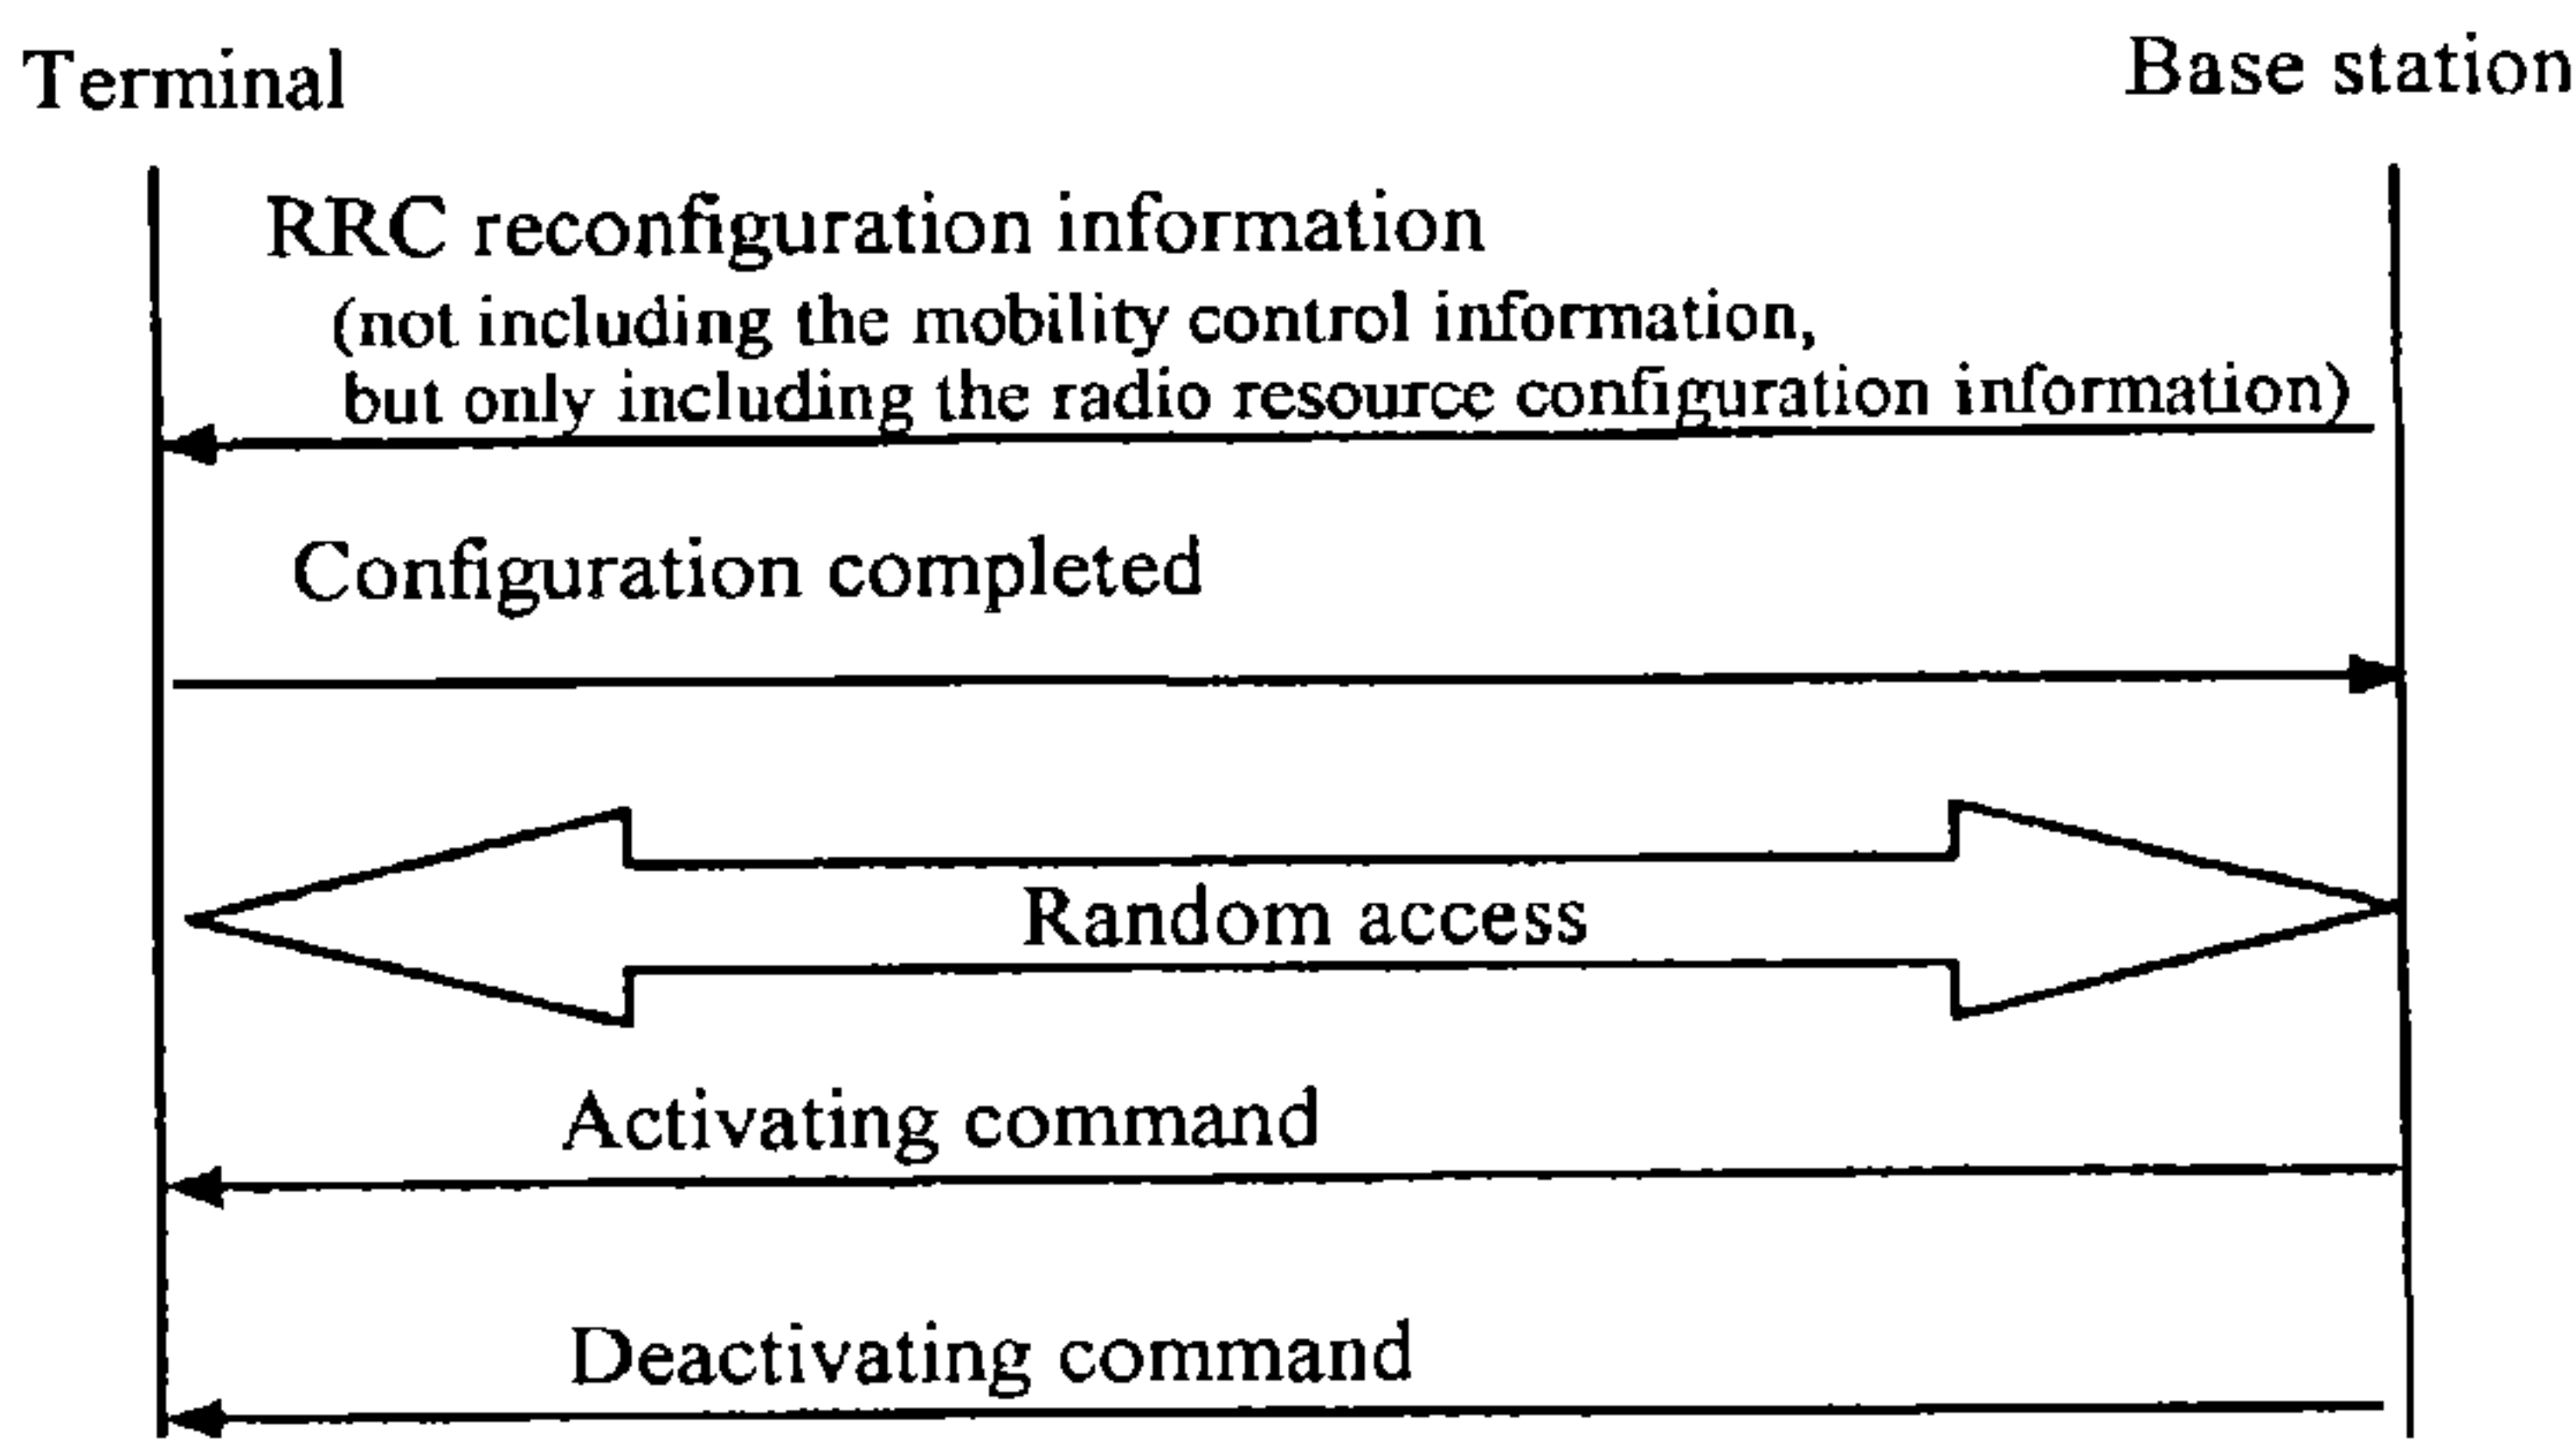 Terminal
Base station
RRC reconfiguration information
(not including the mobility control information,
but only including the radio resource configuration information)
Configuration completed
Random access
Activating command
Deactivating command